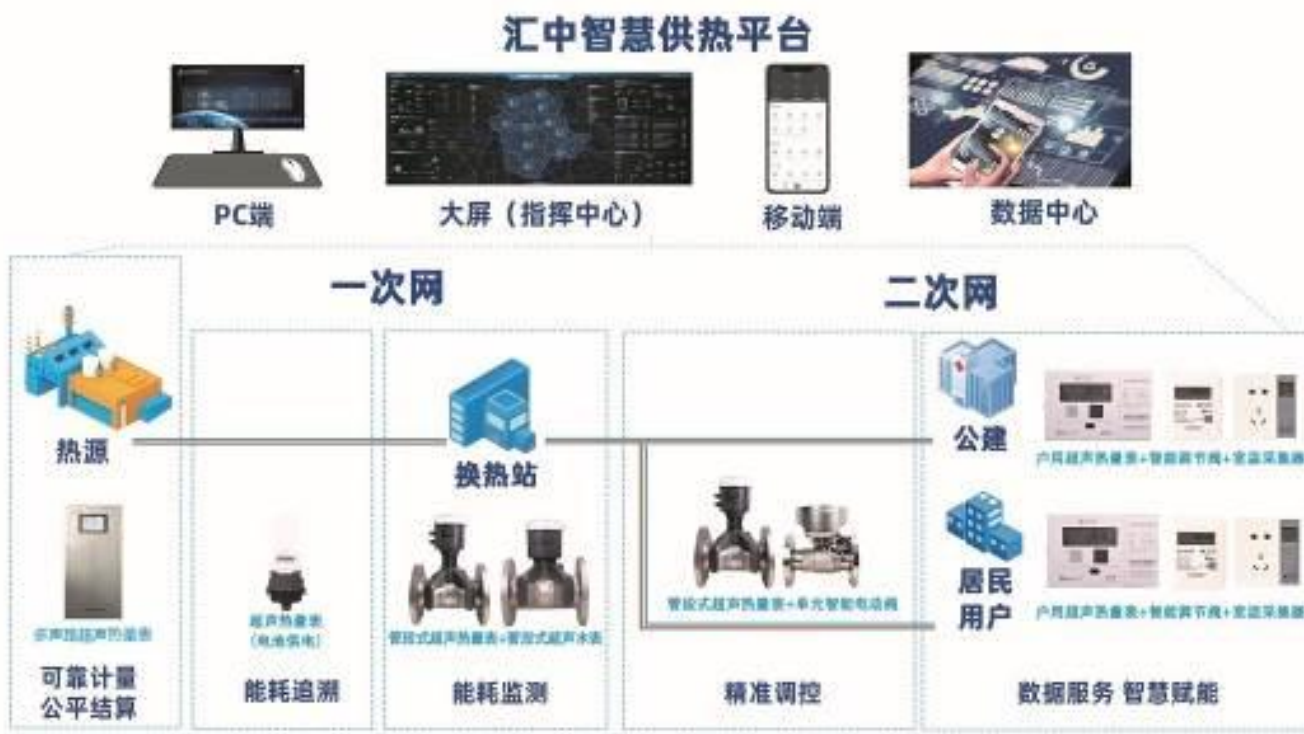 汇中智慧供热平台
PC端
大屏（指挥中心）
移动端
数据中心
一次网
二次网
热源
换热站
公建
户用超声热量表+智能调节阀+室温采集器
居民
用户
户用超声热量表+智能调节阀+室温采集器
多声路超声热量表
超声热量表
(电池供电)
管段式超声热量表+管段式超声水表
管段式超声热量表+单元智能电动阀
可靠计量
公平结算
能耗追溯
能耗监测
精准调控
数据服务 智慧赋能